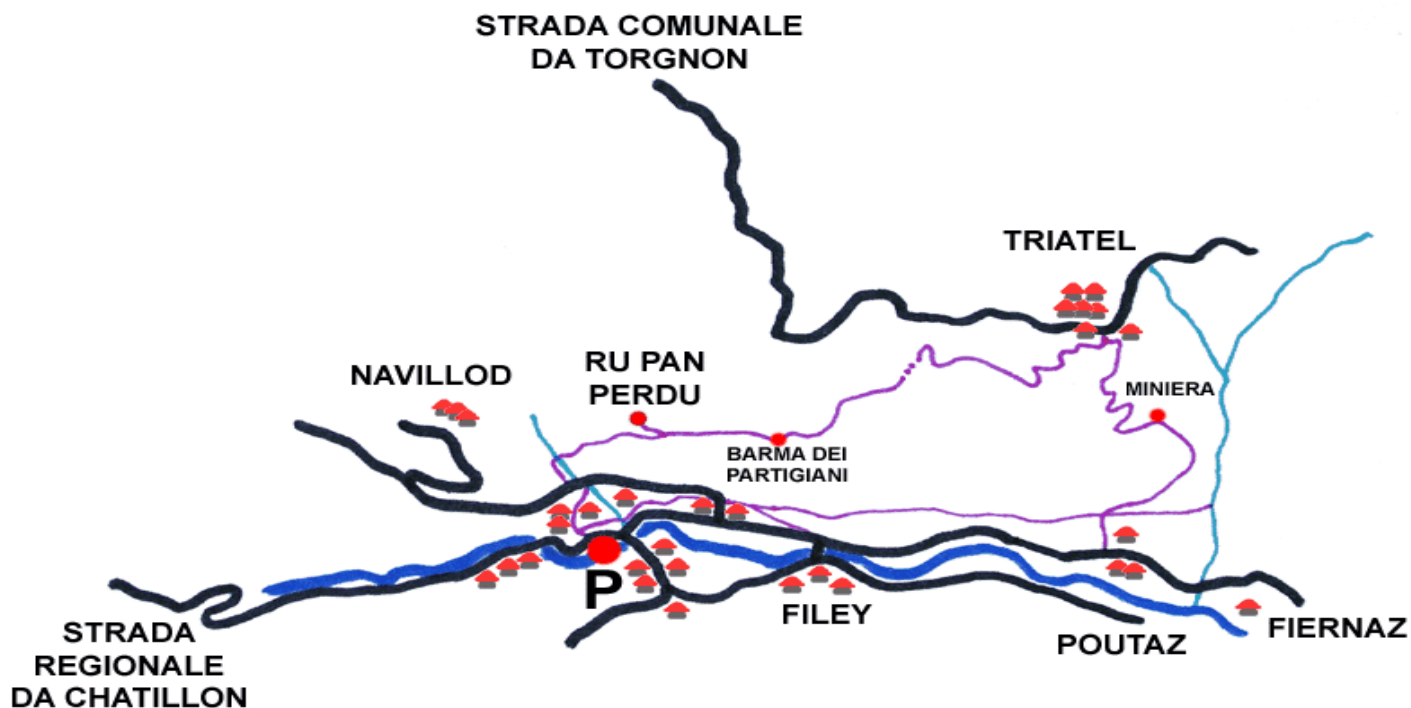 STRADA COMUNALE
DA TORGNON
TRIATEL
RU PAN
PERDU
NAVILLOD
MINIERA
BARMA DEI
PARTIGIANI
P
FILEY
FIERNAZ
POUTAZ
STRADA
REGIONALE
DA CHATILLON